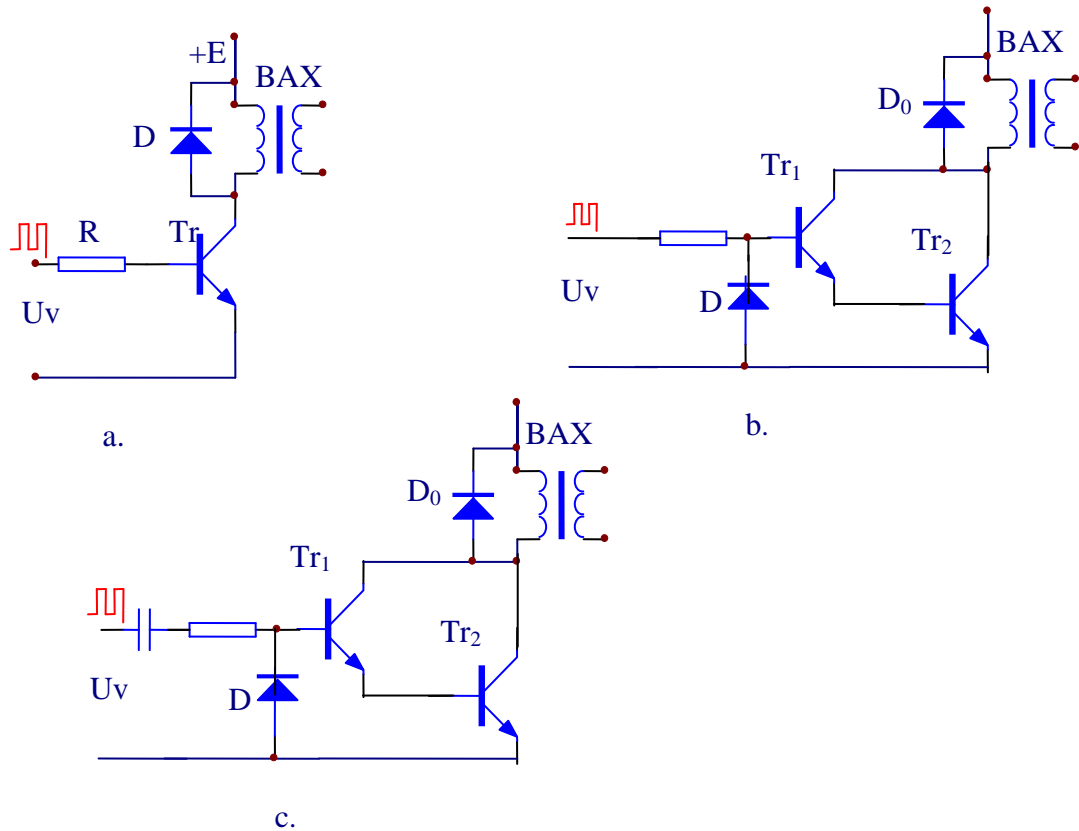 +E
BAX
D
R
Tr
Uv
a.
BAX
D₀
Tr₁
Tr₂
Uv
D
b.
BAX
D₀
Tr₁
Tr₂
Uv
D
c.